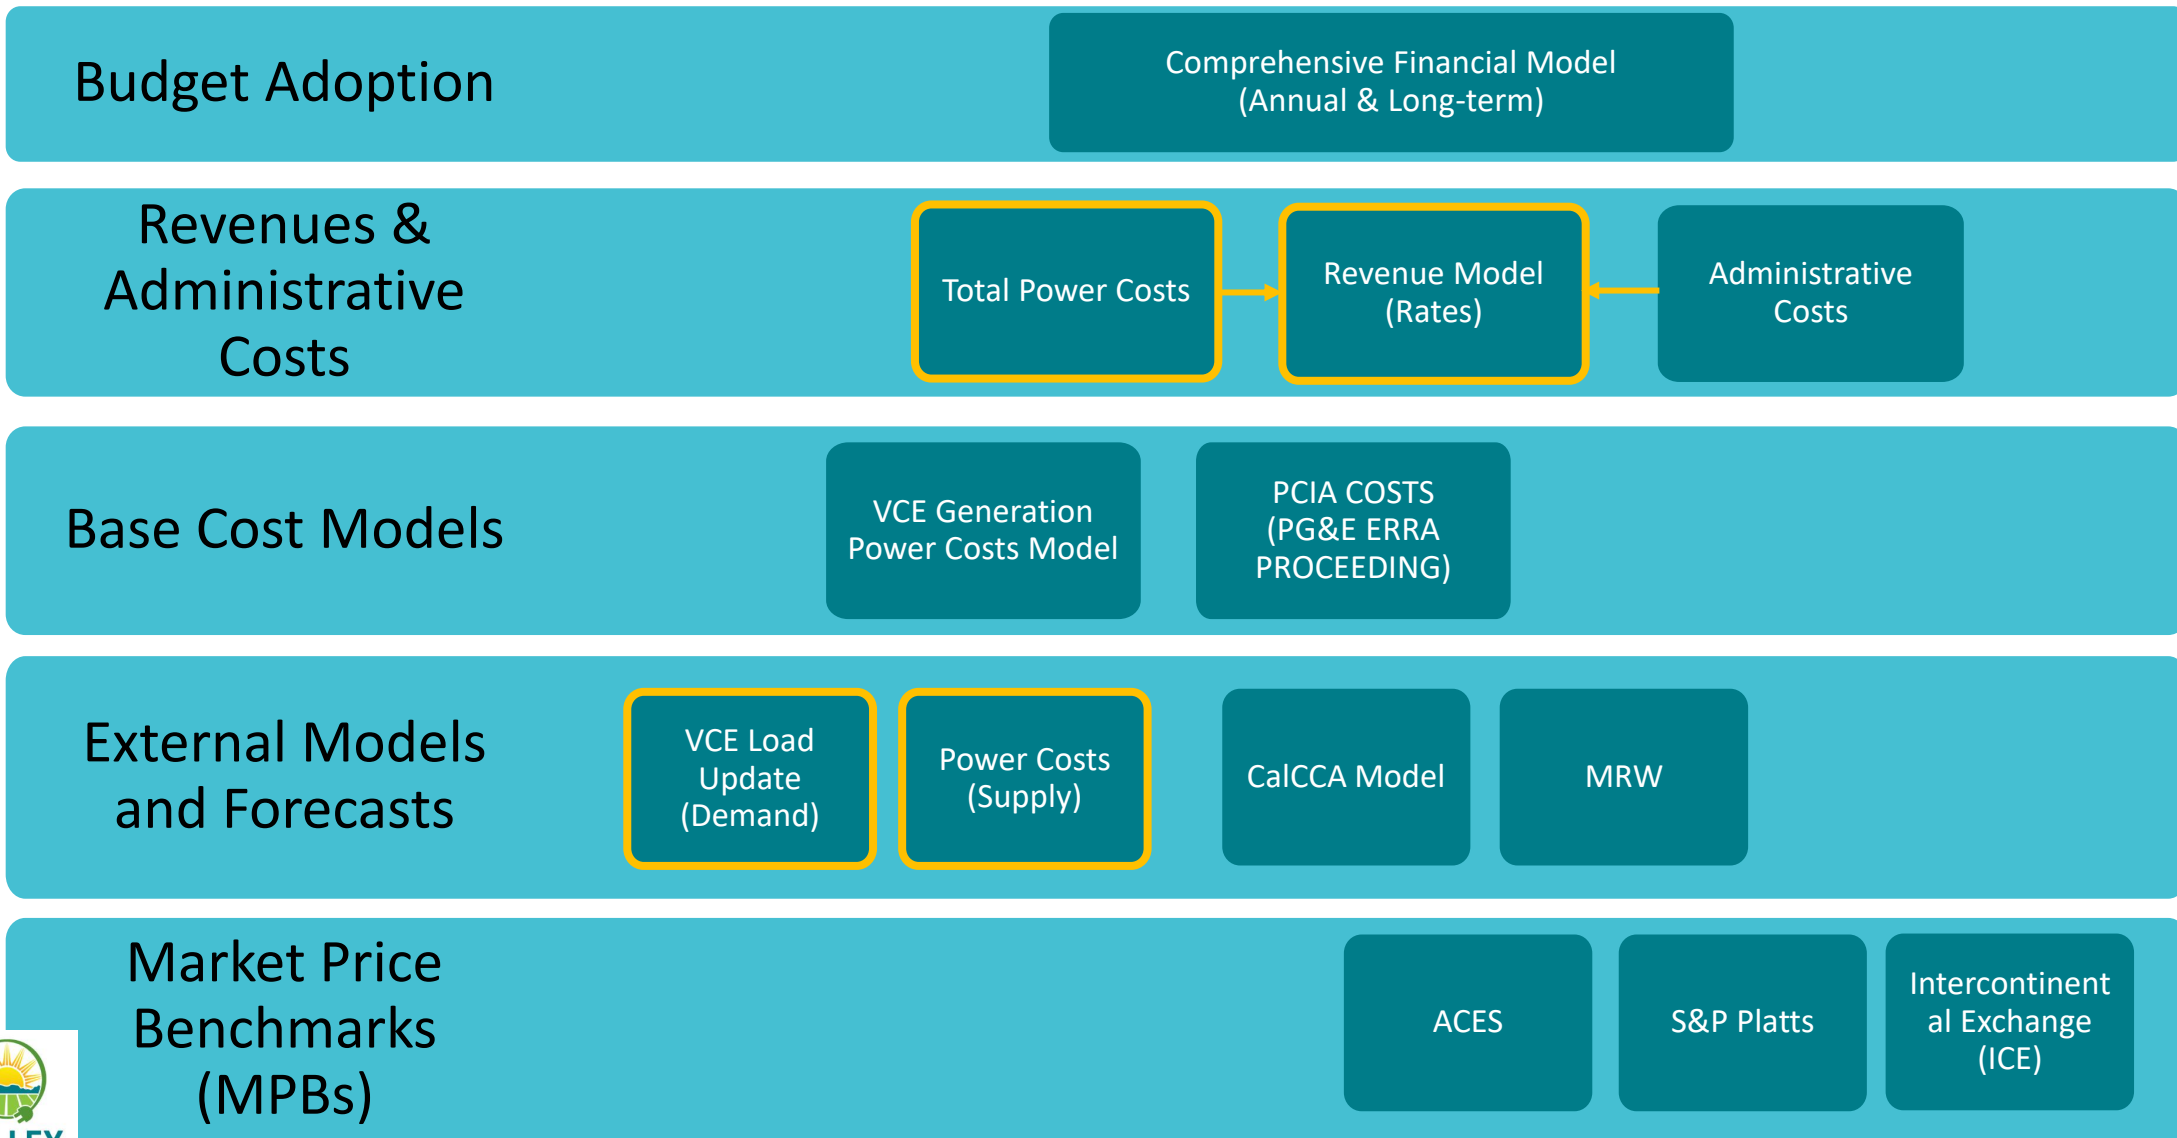 Budget Adoption
Comprehensive Financial Model
(Annual & Long-term)
Revenues &
Administrative
Costs
Total Power Costs
Revenue Model
(Rates)
Administrative
Costs
Base Cost Models
VCE Generation
Power Costs Model
PCIA COSTS
(PG&E ERRA
PROCEEDING)
External Models
and Forecasts
VCE Load
Update
(Demand)
Power Costs
(Supply)
CalCCA Model
MRW
Market Price
Benchmarks
(MPBs)
ACES
S&P Platts
Intercontinent
al Exchange
(ICE)